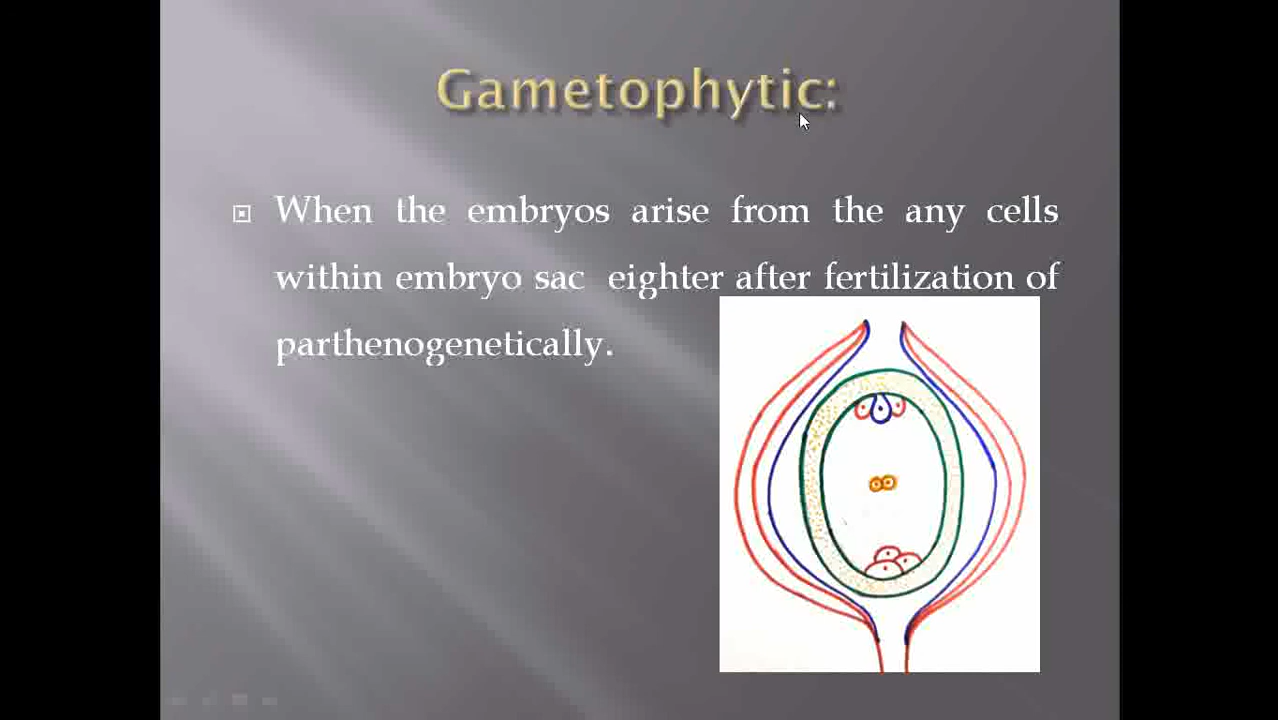 Gametophytic:
When the embryos arise from the any cells
within embryo sac eighter after fertilization of
parthenogenetically.